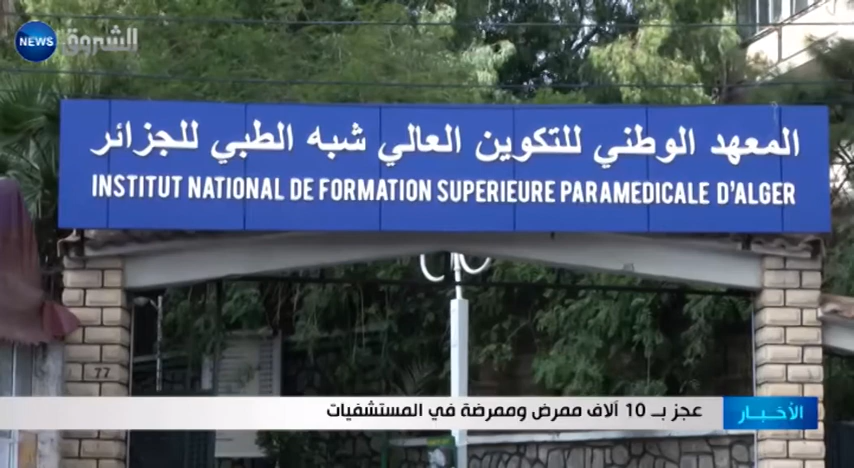 NEWS الشروق
المعهد الوطني للتكوين العالي شبه الطبي للجزائر
INSTITUT NATIONAL DE FORMATION SUPERIEURE PARAMEDICALE D'ALGER
77
الأخبار
عجز بـ 10 آلاف ممرض وممرضة في المستشفيات